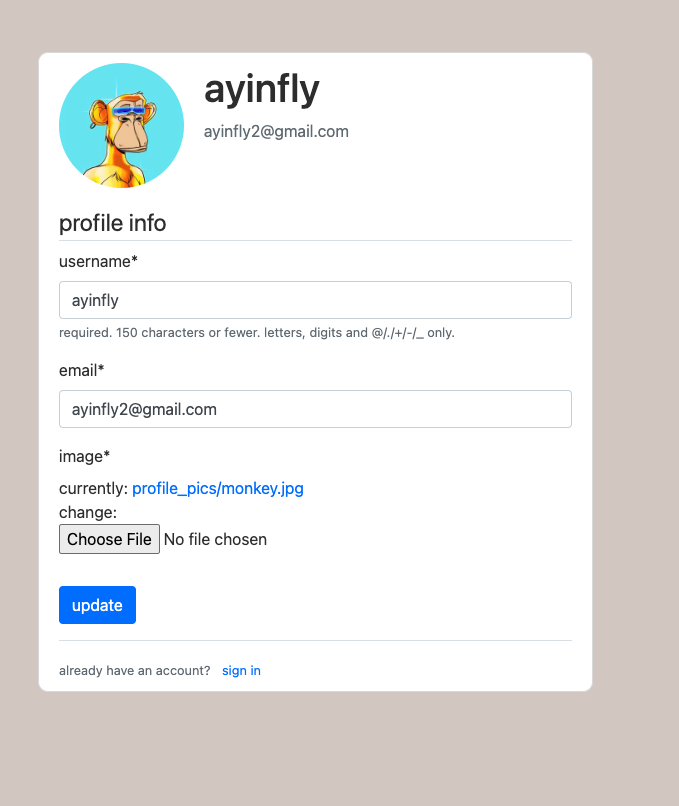 ayinfly
ayinfly2@gmail.com
profile info
username*
ayinfly
required. 150 characters or fewer. letters, digits and @/./+/-/_ only.
email*
ayinfly2@gmail.com
image*
currently: profile_pics/monkey.jpg
change:
Choose File No file chosen
update
already have an account? sign in